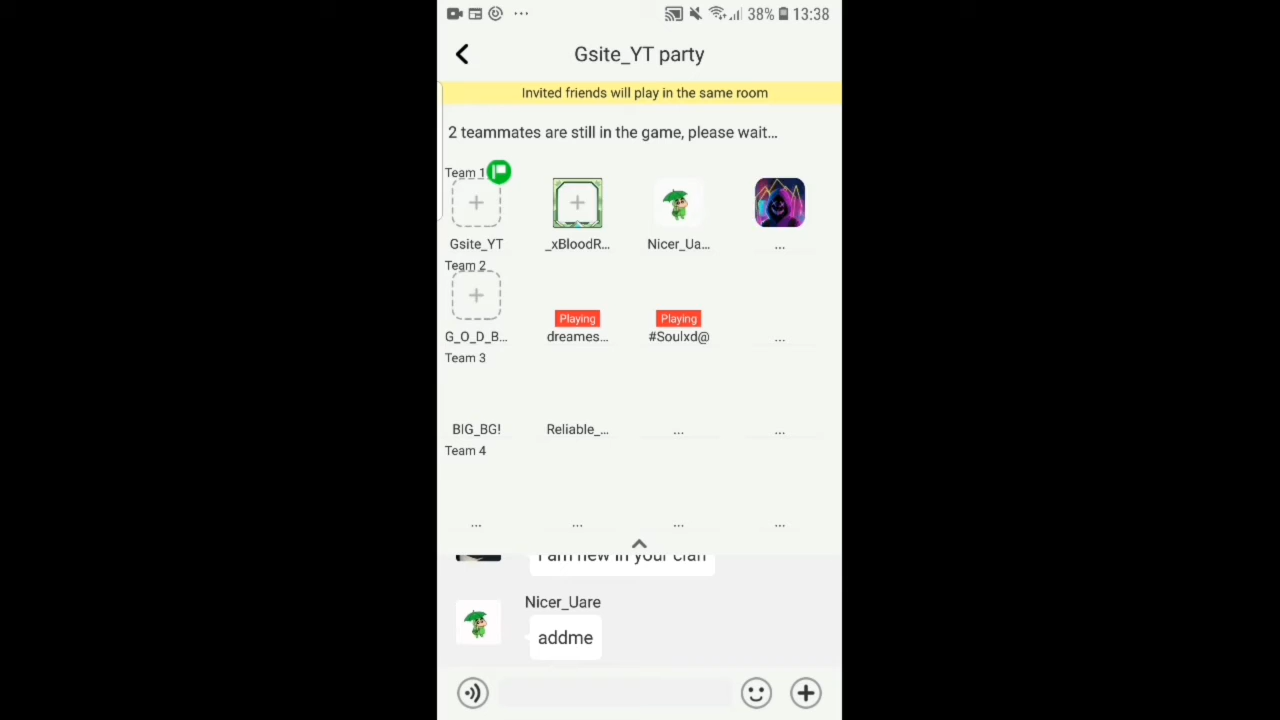 38% 13:38
Gsite_YT party
Invited friends will play in the same room
2 teammates are still in the game, please wait...
Team 1
Gsite_YT _xBloodR... Nicer_Ua... ...
Team 2
Playing Playing
G_O_D_B... dreames... #Soulxd@ ...
Team 3
BIG_BG! Reliable_... ... ...
Team 4
... ... ... ...
I am new in your clan
Nicer_Uare
addme